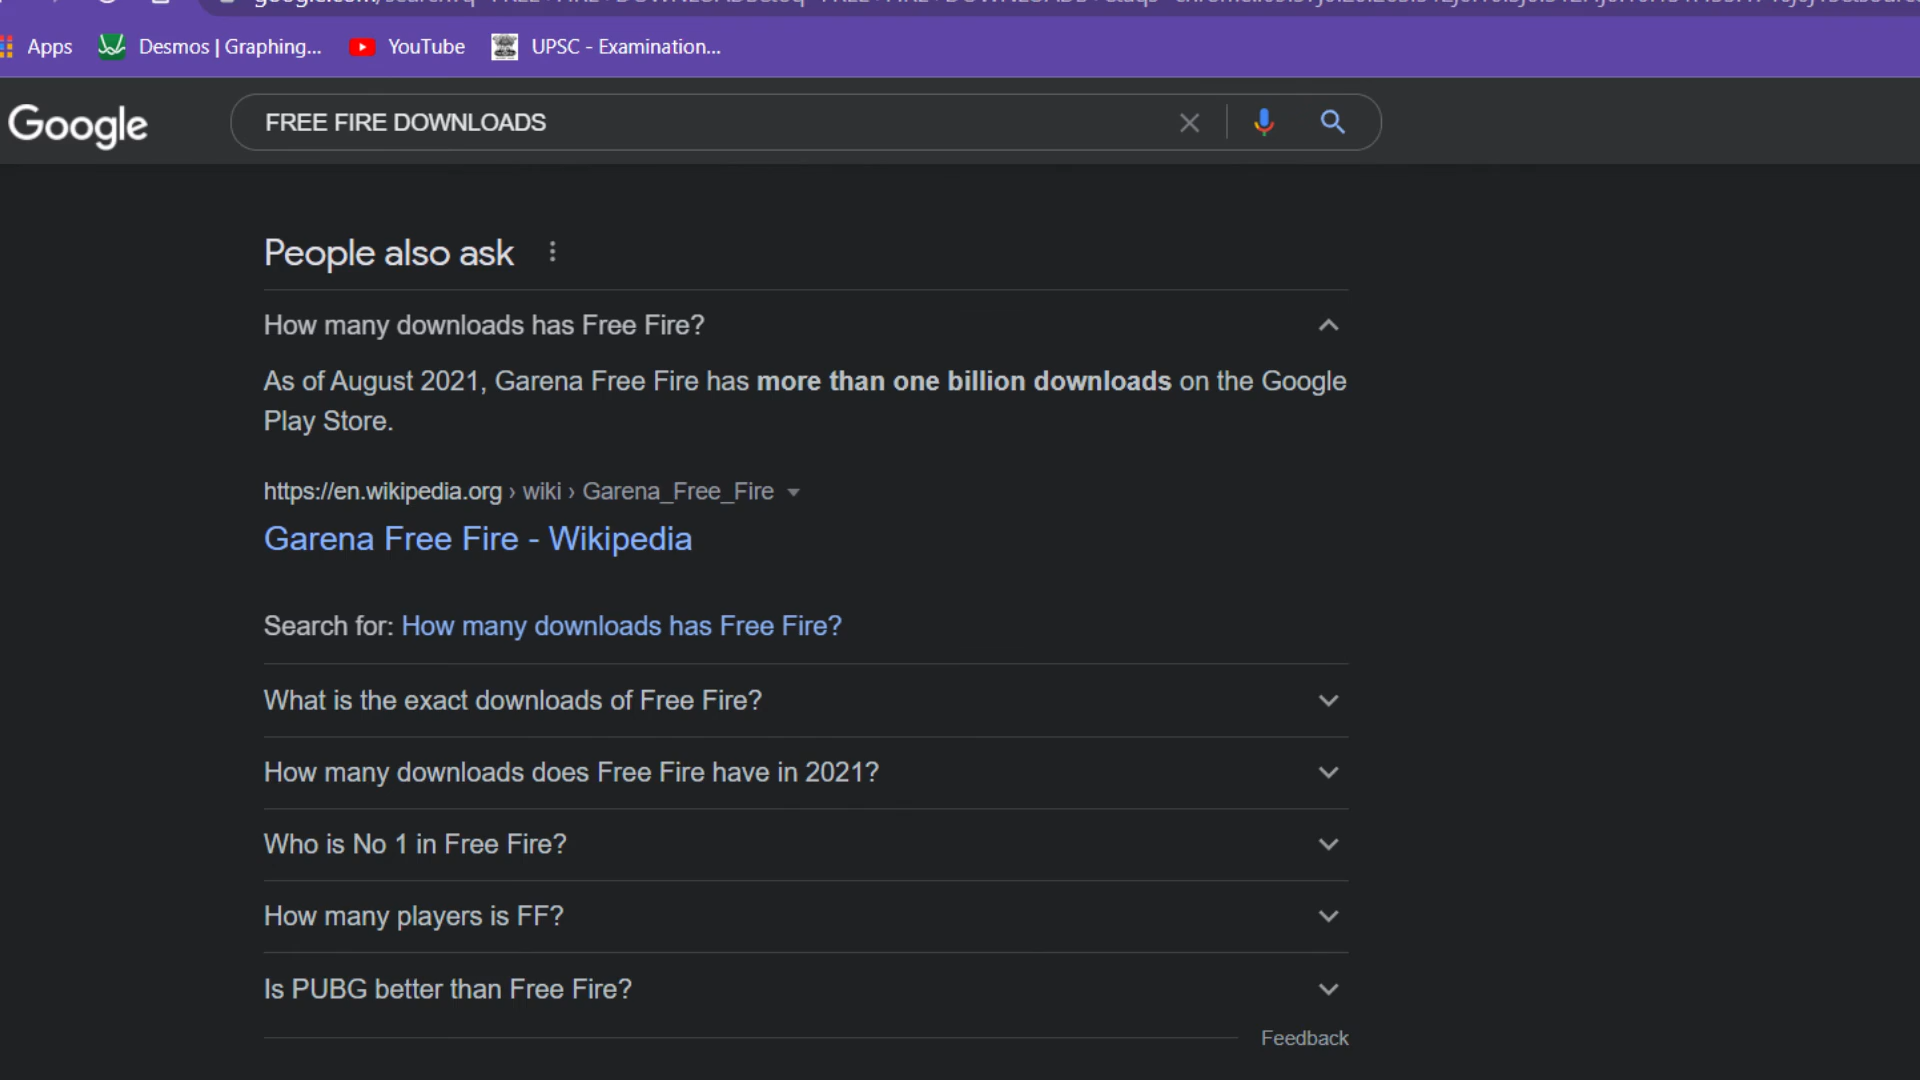 Apps Desmos | Graphing... YouTube UPSC - Examination...
Google FREE FIRE DOWNLOADS
People also ask
How many downloads has Free Fire?
As of August 2021, Garena Free Fire has more than one billion downloads on the Google
Play Store.
https://en.wikipedia.org › wiki › Garena_Free_Fire
Garena Free Fire - Wikipedia
Search for: How many downloads has Free Fire?
What is the exact downloads of Free Fire?
How many downloads does Free Fire have in 2021?
Who is No 1 in Free Fire?
How many players is FF?
Is PUBG better than Free Fire?
Feedback